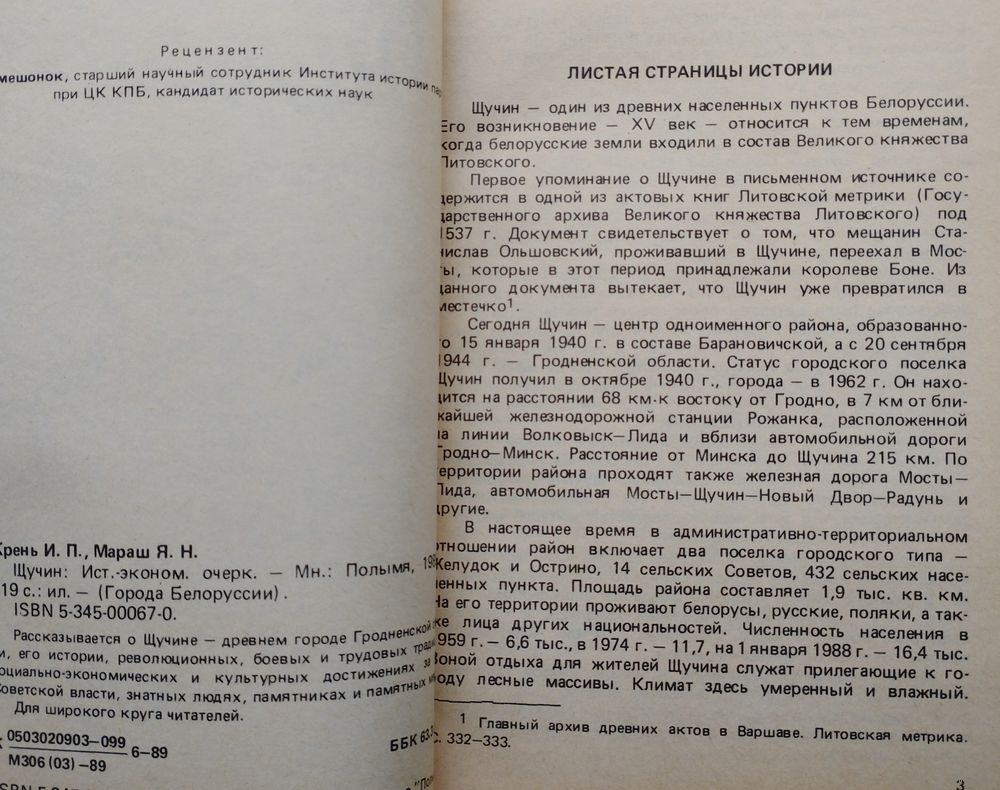 Рецензент:
мешонок, старший научный сотрудник Института истории
при ЦК КПБ, кандидат исторических наук
Крень И. П., Мараш Я. Н.
Щучин: Ист.-эконом. очерк. — Мн.: Полымя,
19 с.: ил. — (Города Белоруссии).
ISBN 5-345-00067-0.
Рассказывается о Щучине — древнем городе Гродненской
и, его истории, революционных, боевых и трудовых
социально-экономических и культурных достижениях за
Советской власти, знатных людях, памятниках и памятных
Для широкого круга читателей.
0503020903—099
6—89
М306 (03) —89
ББК 63.3
ЛИСТАЯ СТРАНИЦЫ ИСТОРИИ
Щучин — один из древних населенных пунктов Белоруссии.
Его возникновение — XV век — относится к тем временам,
когда белорусские земли входили в состав Великого княжества
Литовского.
Первое упоминание о Щучине в письменном источнике со-
держится в одной из актовых книг Литовской метрики (Госу-
дарственного архива Великого княжества Литовского) под
1537 г. Документ свидетельствует о том, что мещанин Ста-
нислав Ольшовский, проживавший в Щучине, переехал в Мос-
ты, которые в этот период принадлежали королеве Боне. Из
данного документа вытекает, что Щучин уже превратился в
местечко1.
Сегодня Щучин — центр одноименного района, образованно-
го 15 января 1940 г. в составе Барановичской, а с 20 сентября
1944 г. — Гродненской области. Статус городского поселка
Щучин получил в октябре 1940 г., города — в 1962 г. Он нахо-
дится на расстоянии 68 км к востоку от Гродно, в 7 км от бли-
жайшей железнодорожной станции Рожанка, расположенной
на линии Волковыск—Лида и вблизи автомобильной дороги
Гродно—Минск. Расстояние от Минска до Щучина 215 км. По
территории района проходят также железная дорога Мосты—
Лида, автомобильная Мосты—Щучин—Новый Двор—Радунь и
другие.
В настоящее время в административно-территориальном
отношении район включает два поселка городского типа —
Желудок и Острино, 14 сельских Советов, 432 сельских насе-
ленных пункта. Площадь района составляет 1,9 тыс. кв. км.
На его территории проживают белорусы, русские, поляки, а так-
же лица других национальностей. Численность населения в
1959 г. — 6,6 тыс., в 1974 г. — 11,7, на 1 января 1988 г. — 16,4 тыс.
Зоной отдыха для жителей Щучина служат прилегающие к го-
роду лесные массивы. Климат здесь умеренный и влажный.
1 Главный архив древних актов в Варшаве. Литовская метрика.
С. 332—333.
3